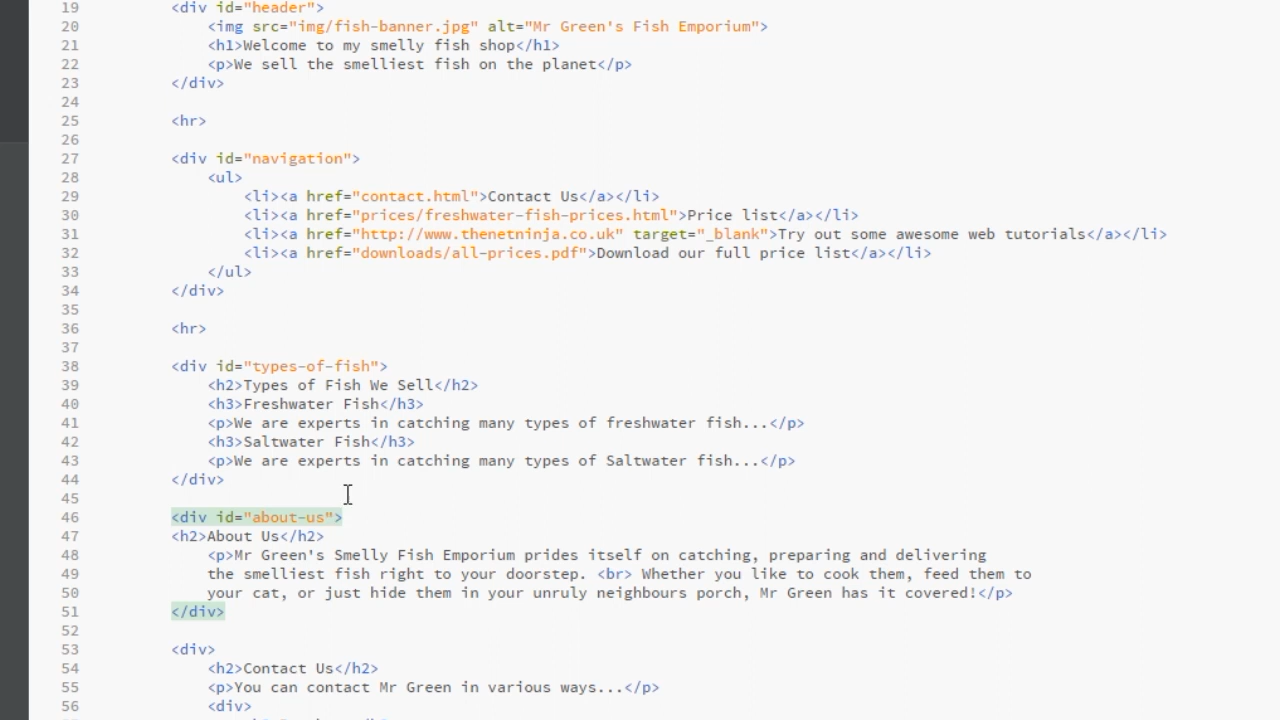 19 <div id="header">
20 <img src="img/fish-banner.jpg" alt="Mr Green's Fish Emporium">
21 <h1>Welcome to my smelly fish shop</h1>
22 <p>We sell the smelliest fish on the planet</p>
23 </div>
24
25 <hr>
26
27 <div id="navigation">
28 <ul>
29 <li><a href="contact.html">Contact Us</a></li>
30 <li><a href="prices/freshwater-fish-prices.html">Price list</a></li>
31 <li><a href="http://www.thenetninja.co.uk" target="_blank">Try out some awesome web tutorials</a></li>
32 <li><a href="downloads/all-prices.pdf">Download our full price list</a></li>
33 </ul>
34 </div>
35
36 <hr>
37
38 <div id="types-of-fish">
39 <h2>Types of Fish We Sell</h2>
40 <h3>Freshwater Fish</h3>
41 <p>We are experts in catching many types of freshwater fish...</p>
42 <h3>Saltwater Fish</h3>
43 <p>We are experts in catching many types of Saltwater fish...</p>
44 </div>
45
46 <div id="about-us">
47 <h2>About Us</h2>
48 <p>Mr Green's Smelly Fish Emporium prides itself on catching, preparing and delivering
49 the smelliest fish right to your doorstep. <br> Whether you like to cook them, feed them to
50 your cat, or just hide them in your unruly neighbours porch, Mr Green has it covered!</p>
51 </div>
52
53 <div>
54 <h2>Contact Us</h2>
55 <p>You can contact Mr Green in various ways...</p>
56 <div>